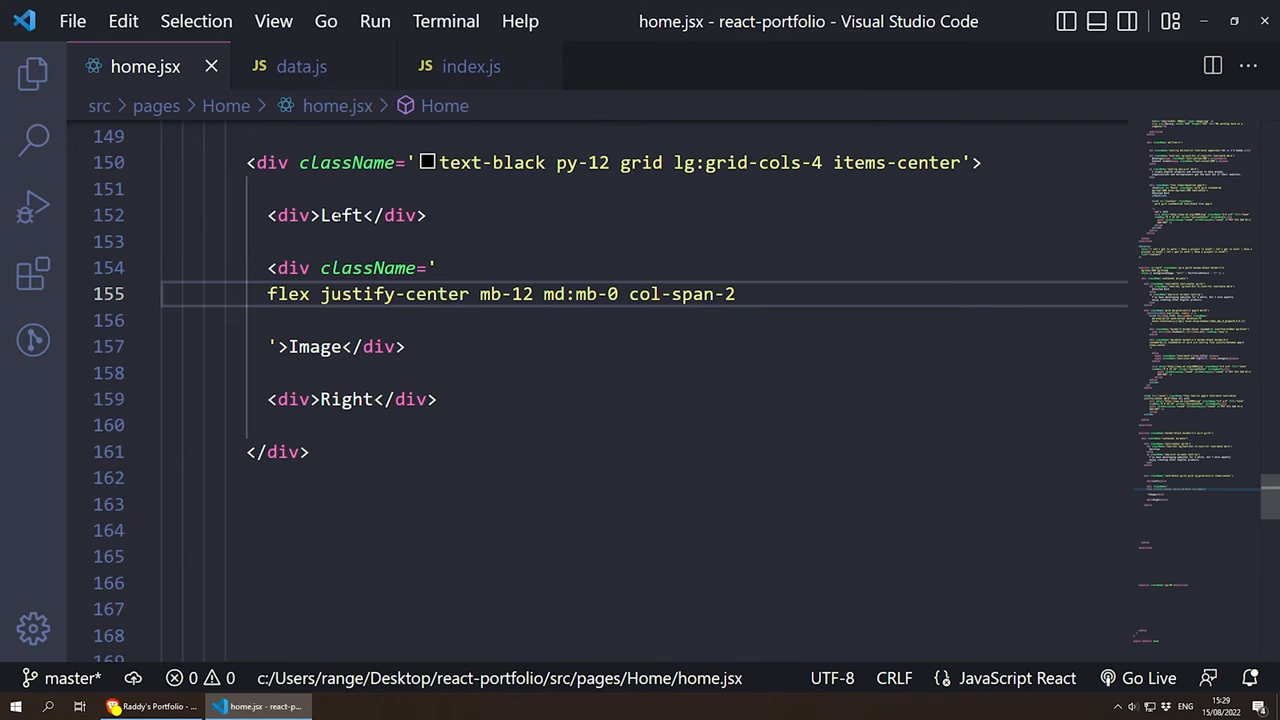 File Edit Selection View Go Run Terminal Help home.jsx - react-portfolio - Visual Studio Code
home.jsx JS data.js JS index.js
src > pages > Home > home.jsx > Home
149
150 <div className='text-black py-12 grid lg:grid-cols-4 items-center'>
151
152 <div>Left</div>
153
154 <div className='
155 flex justify-center mb-12 md:mb-0 col-span-2
156
157 '>Image</div>
158
159 <div>Right</div>
160
161 </div>
162
163
164
165
166
167
168
master* 0 0 c:/Users/range/Desktop/react-portfolio/src/pages/Home/home.jsx UTF-8 CRLF JavaScript React Go Live
Raddy's Portfolio - ... home.jsx - react-p... ENG 15:29
15/08/2022